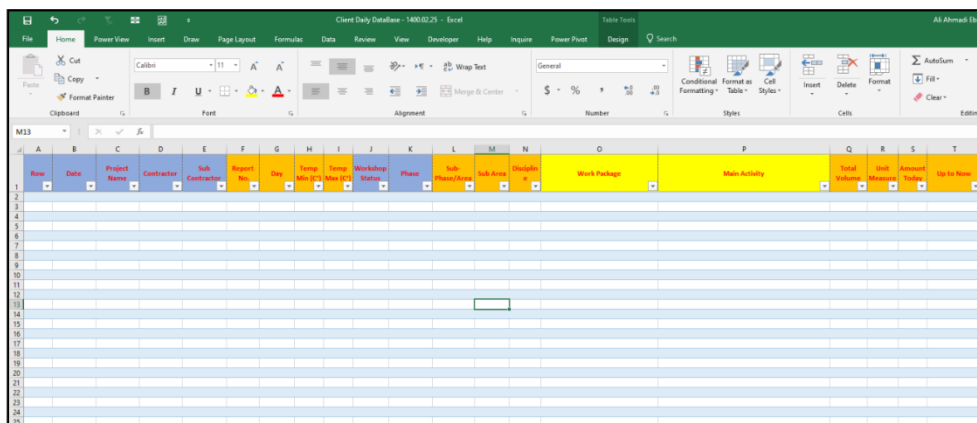 Client Daily DataBase - 1400.02.25 - Excel
Table Tools
Ali Ahmadi Eb
File Home Power View Insert Draw Page Layout Formulas Data Review View Developer Help Inquire Power Pivot Design Search
Cut
Copy
Format Painter
Paste
Calibri 11
B I U
Wrap Text
Merge & Center
General
$ %
Conditional Formatting
Format as Table
Cell Styles
Insert
Delete
Format
AutoSum
Fill
Clear
Clipboard Font Alignment Number Styles Cells Editin
M13 fx
A B C D E F G H I J K L M N O P Q R S T
1 Row Date Project Name Contractor Sub Contractor Report No. Day Temp Min (C°) Temp Max (C°) Workshop Status Phase Sub-Phase/Area Sub Area Discipline Work Package Main Activity Total Volume Unit Measure Amount Today Up to Now
2
3
4
5
6
7
8
9
10
11
12
13
14
15
16
17
18
19
20
21
22
23
24
25